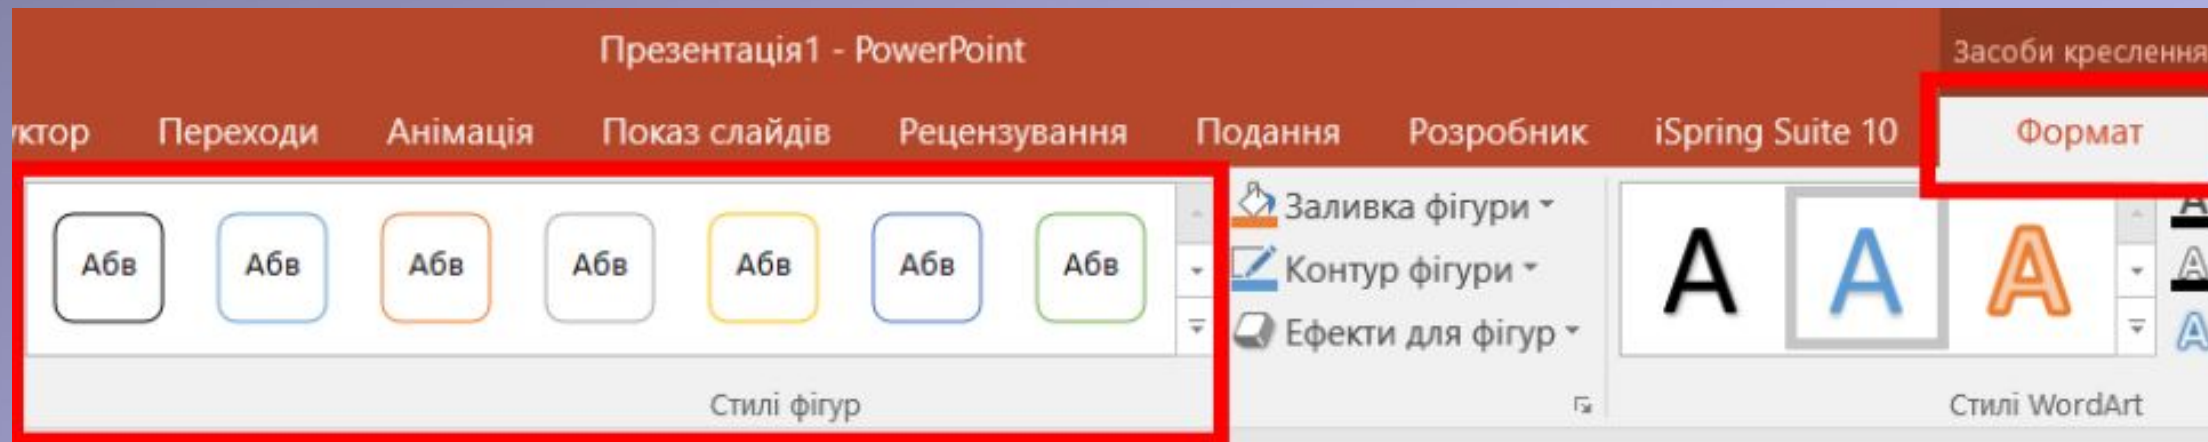 Презентація1 - PowerPoint
Засоби креслення
Переходи Анімація Показ слайдів Рецензування Подання Розробник iSpring Suite 10 Формат
Абв Абв Абв Абв Абв Абв Абв
Заливка фігури
Контур фігури
Ефекти для фігур
A A A
A
A
A
Стилі фігур
Стилі WordArt